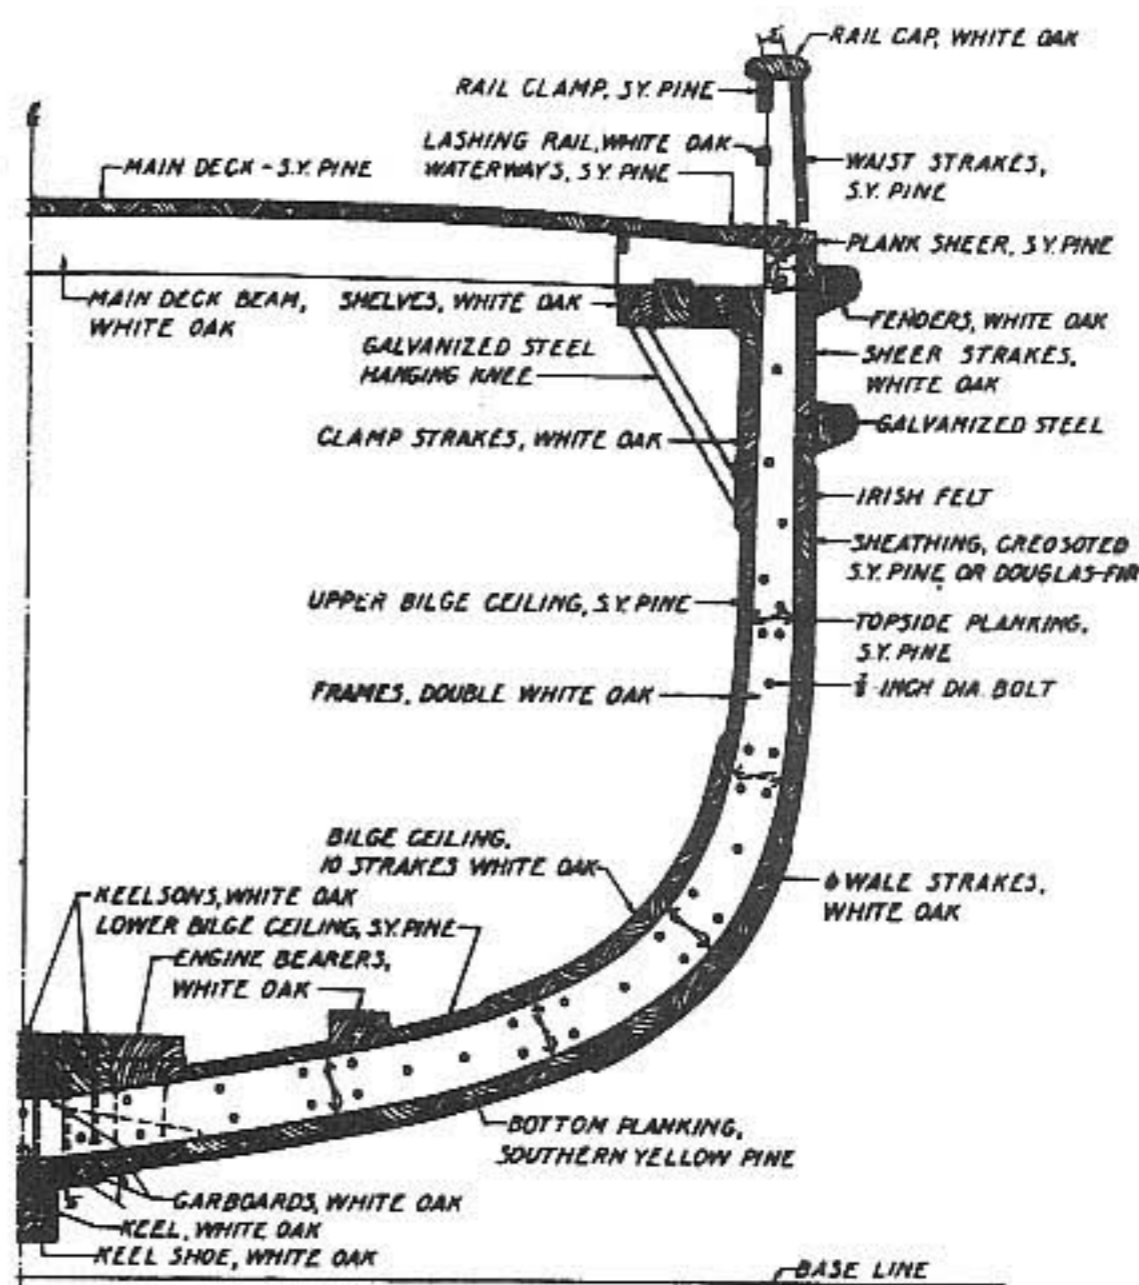 RAIL CAP, WHITE OAK
RAIL CLAMP, S.Y. PINE
LASHING RAIL, WHITE OAK
WATERWAYS, S.Y. PINE
MAIN DECK - S.Y. PINE
WAIST STRAKES,
S.Y. PINE
PLANK SHEER, S.Y. PINE
MAIN DECK BEAM,
WHITE OAK
SHELVES, WHITE OAK
FENDERS, WHITE OAK
GALVANIZED STEEL
HANGING KNEE
SHEER STRAKES,
WHITE OAK
CLAMP STRAKES, WHITE OAK
GALVANIZED STEEL
IRISH FELT
SHEATHING, CREOSOTED
S.Y. PINE OR DOUGLAS-FIR
UPPER BILGE CEILING, S.Y. PINE
TOPSIDE PLANKING,
S.Y. PINE
FRAMES, DOUBLE WHITE OAK
INCH DIA. BOLT
BILGE CEILING,
10 STRAKES WHITE OAK
6 WALE STRAKES,
WHITE OAK
KEELSONS, WHITE OAK
LOWER BILGE CEILING, S.Y. PINE
ENGINE BEARERS,
WHITE OAK
BOTTOM PLANKING,
SOUTHERN YELLOW PINE
GARBOARDS, WHITE OAK
KEEL, WHITE OAK
KEEL SHOE, WHITE OAK
BASE LINE